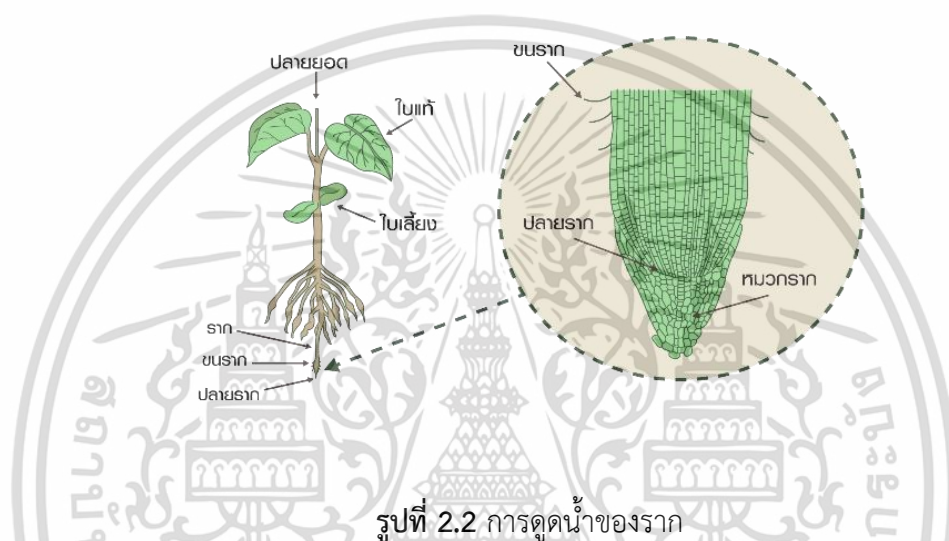 ปลายยอด
ใบแท้
ใบเลี้ยง
ราก
ขนราก
ปลายราก
ขนราก
ปลายราก
หมวกราก
รูปที่ 2.2 การดูดน้ำของราก